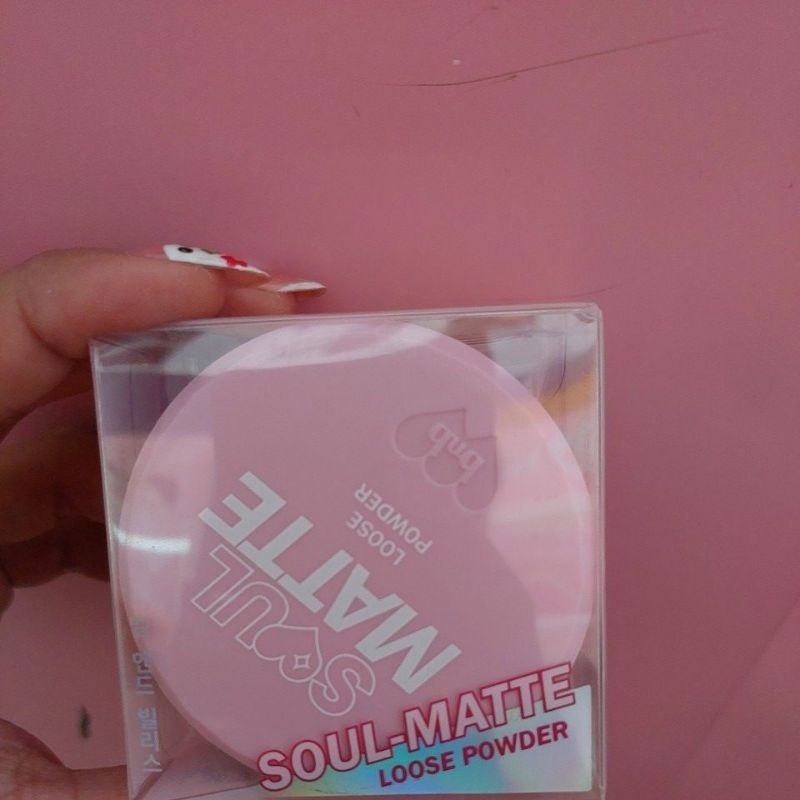 bnb
LOOSE
POWDER
SOUL
MATTE
SOUL-MATTE
LOOSE POWDER